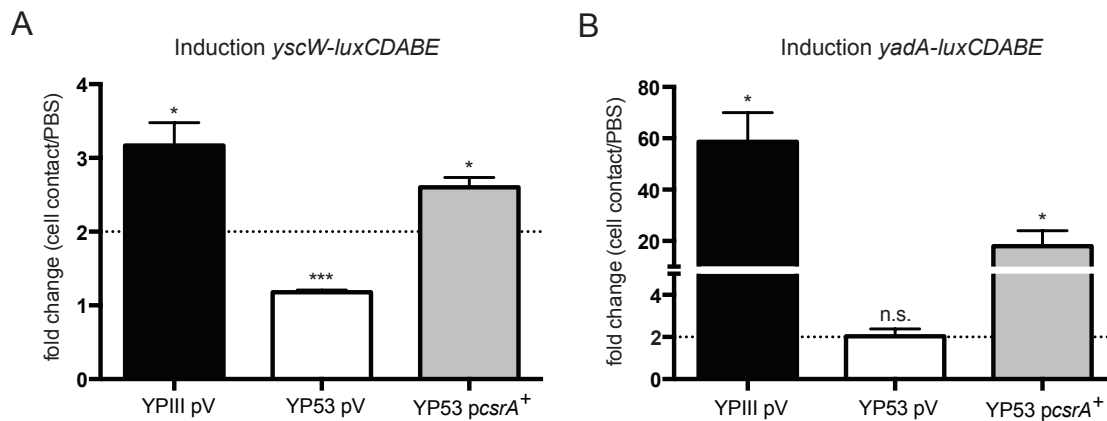 A
Induction yscW-luxCDABE
fold change (cell contact/PBS)
4
3
2
1
0
*
***
*
YPIII pV
YP53 pV
YP53 pcsrA+
B
Induction yadA-luxCDABE
fold change (cell contact/PBS)
80
60
40
20
4
2
0
*
n.s.
*
YPIII pV
YP53 pV
YP53 pcsrA+